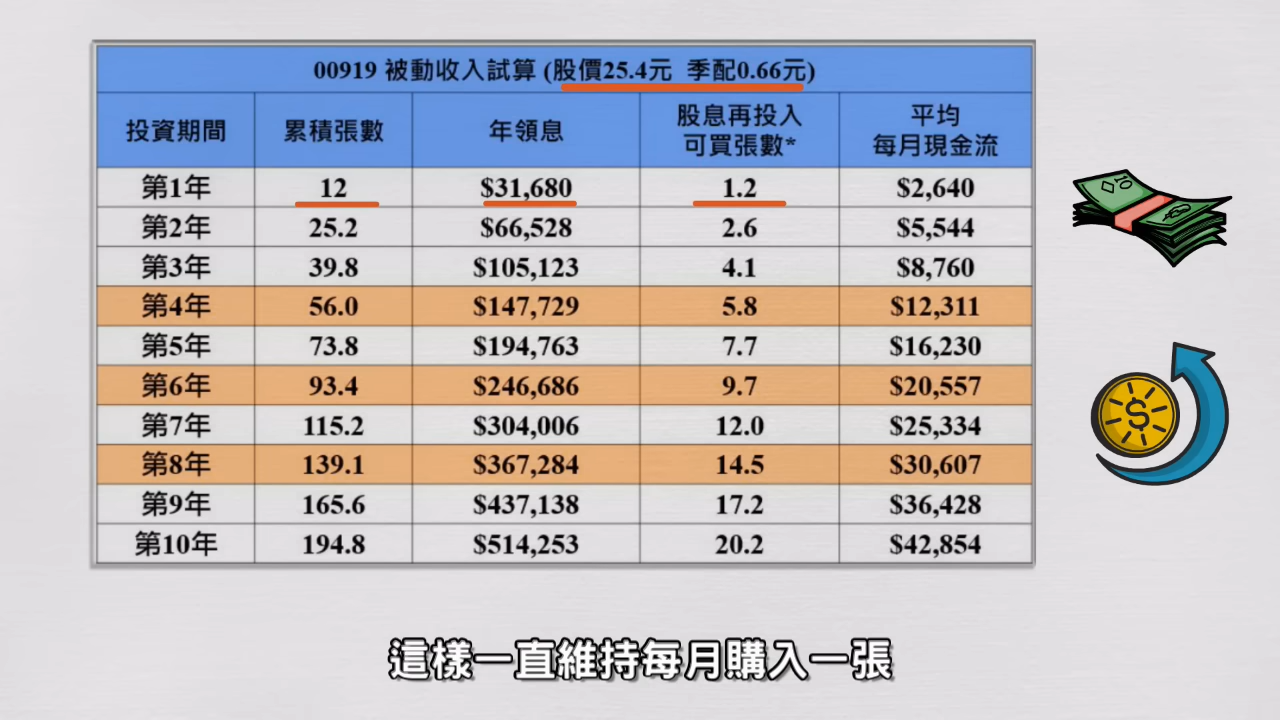 00919 被動收入試算 (股價25.4元 季配0.66元)
投資期間 累積張數 年領息 股息再投入可買張數* 平均每月現金流
第1年 12 $31,680 1.2 $2,640
第2年 25.2 $66,528 2.6 $5,544
第3年 39.8 $105,123 4.1 $8,760
第4年 56.0 $147,729 5.8 $12,311
第5年 73.8 $194,763 7.7 $16,230
第6年 93.4 $246,686 9.7 $20,557
第7年 115.2 $304,006 12.0 $25,334
第8年 139.1 $367,284 14.5 $30,607
第9年 165.6 $437,138 17.2 $36,428
第10年 194.8 $514,253 20.2 $42,854
這樣一直維持每月購入一張